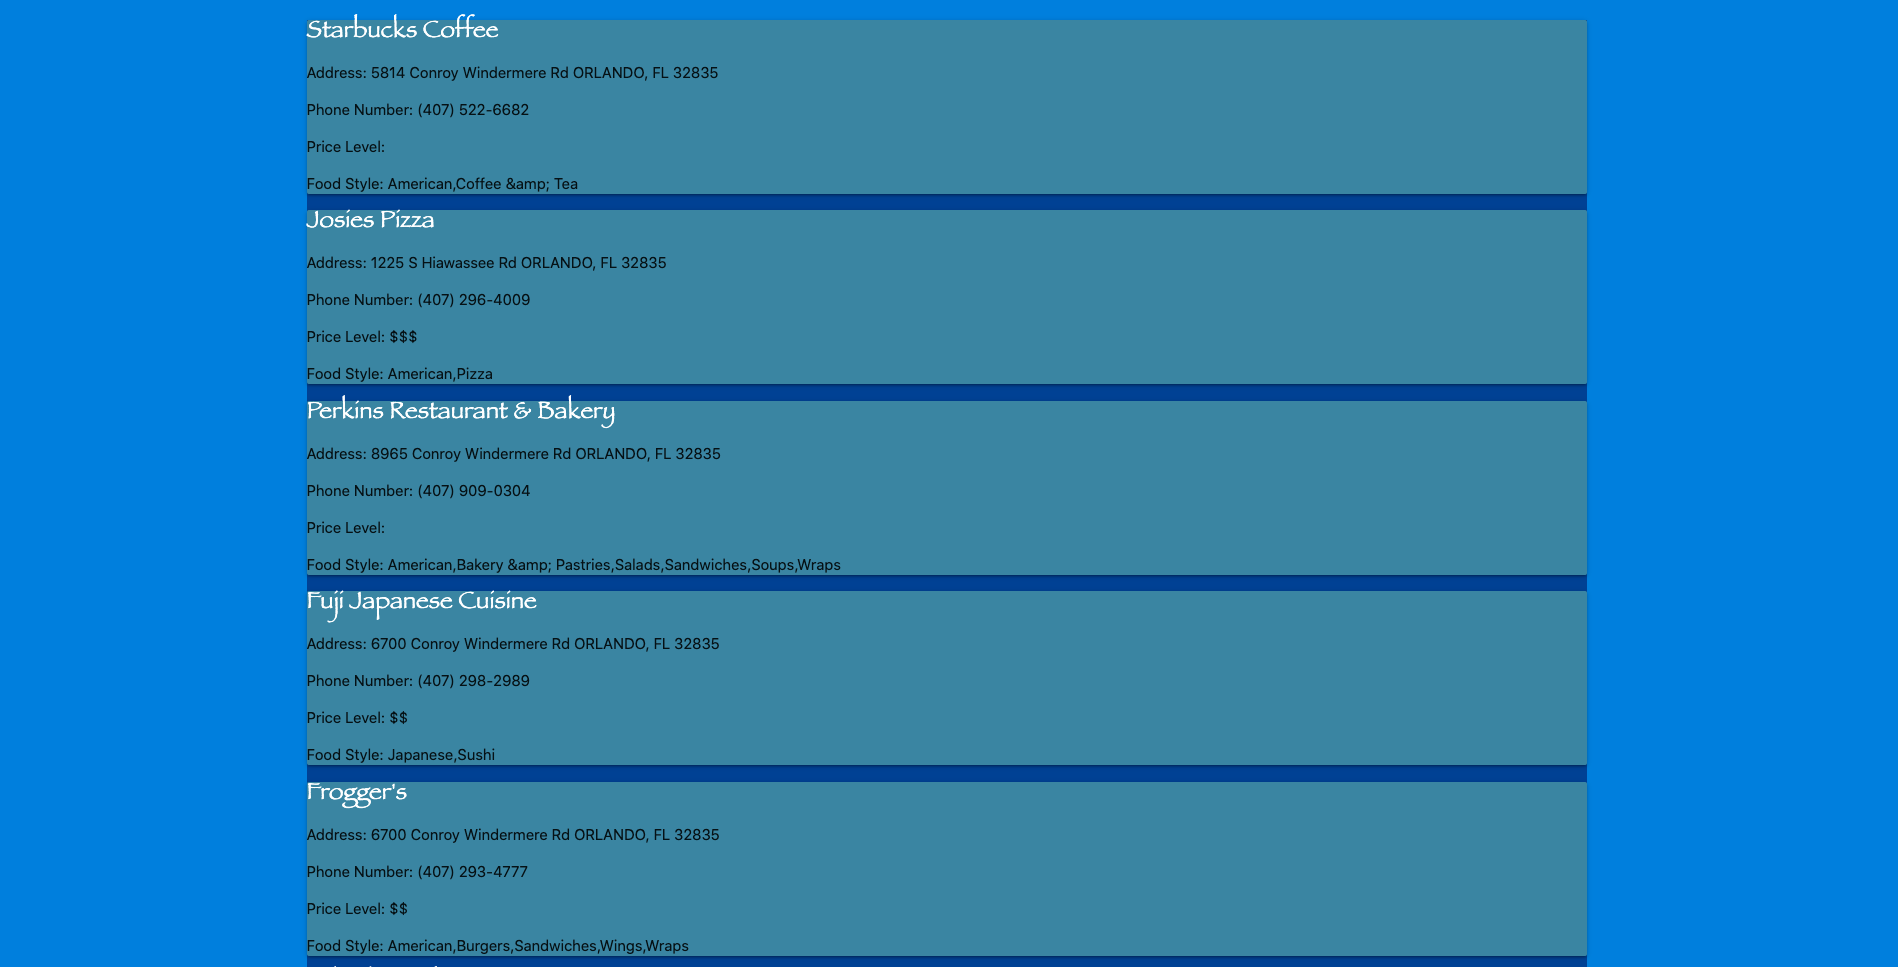 Starbucks Coffee
Address: 5814 Conroy Windermere Rd ORLANDO, FL 32835
Phone Number: (407) 522-6682
Price Level:
Food Style: American,Coffee &amp; Tea
Josies Pizza
Address: 1225 S Hiawassee Rd ORLANDO, FL 32835
Phone Number: (407) 296-4009
Price Level: $$$
Food Style: American,Pizza
Perkins Restaurant & Bakery
Address: 8965 Conroy Windermere Rd ORLANDO, FL 32835
Phone Number: (407) 909-0304
Price Level:
Food Style: American,Bakery &amp; Pastries,Salads,Sandwiches,Soups,Wraps
Fuji Japanese Cuisine
Address: 6700 Conroy Windermere Rd ORLANDO, FL 32835
Phone Number: (407) 298-2989
Price Level: $$
Food Style: Japanese,Sushi
Frogger's
Address: 6700 Conroy Windermere Rd ORLANDO, FL 32835
Phone Number: (407) 293-4777
Price Level: $$
Food Style: American,Burgers,Sandwiches,Wings,Wraps